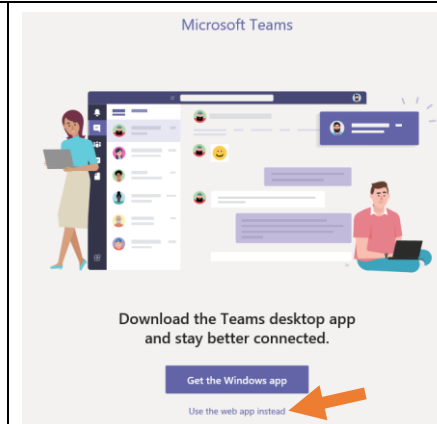 Microsoft Teams
Download the Teams desktop app
and stay better connected.
Get the Windows app
Use the web app instead